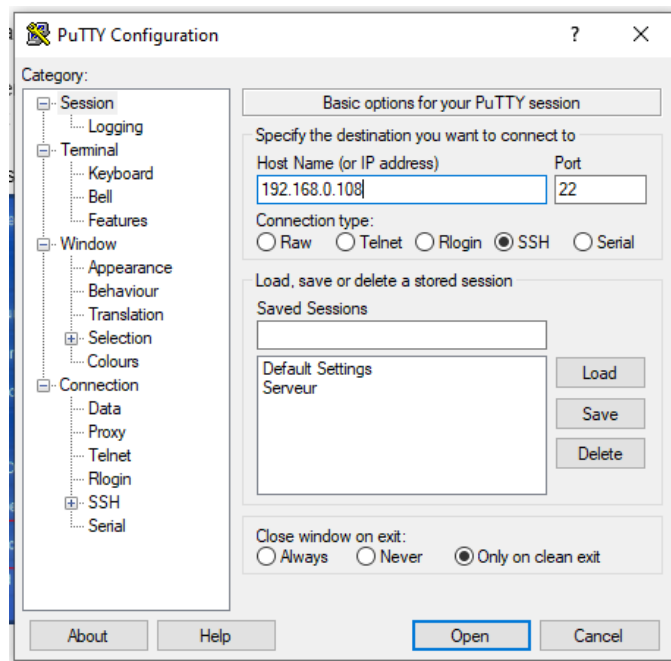 PuTTY Configuration
?
Category:
Session
Logging
Terminal
Keyboard
Bell
Features
Window
Appearance
Behaviour
Translation
Selection
Colours
Connection
Data
Proxy
Telnet
Rlogin
SSH
Serial
Basic options for your PuTTY session
Specify the destination you want to connect to
Host Name (or IP address) Port
192.168.0.108 22
Connection type:
Raw Telnet Rlogin SSH Serial
Load, save or delete a stored session
Saved Sessions
Default Settings
Serveur
Load
Save
Delete
Close window on exit:
Always Never Only on clean exit
About Help Open Cancel